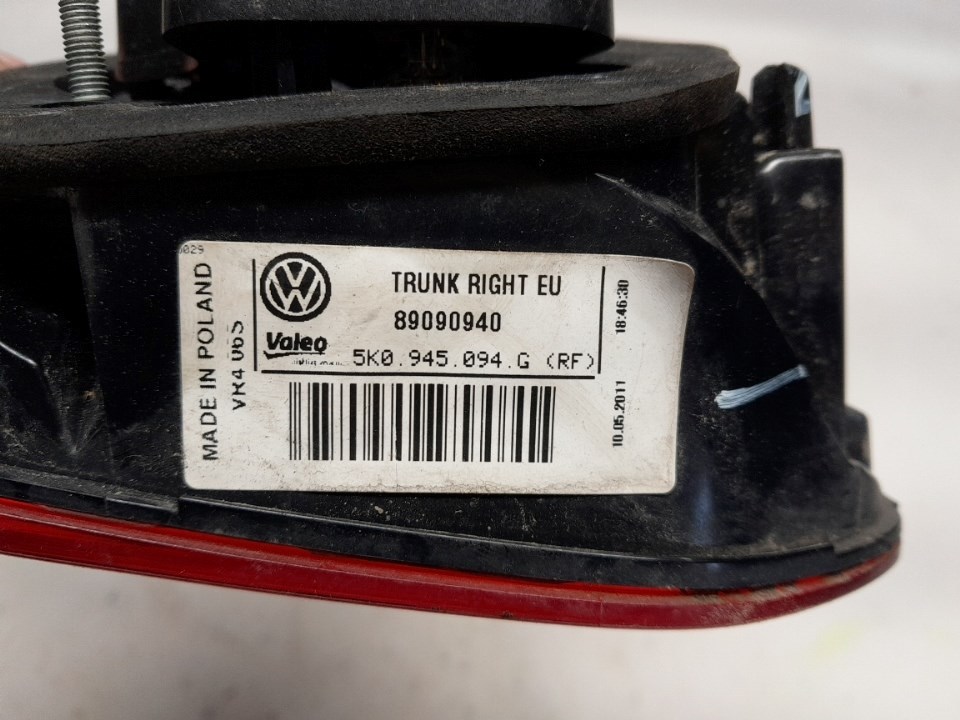 TRUNK RIGHT EU
89090940
Valeo
5K0.945.094.G (RF)
MADE IN POLAND
VR4 06S
18:46:30
10.05.2011